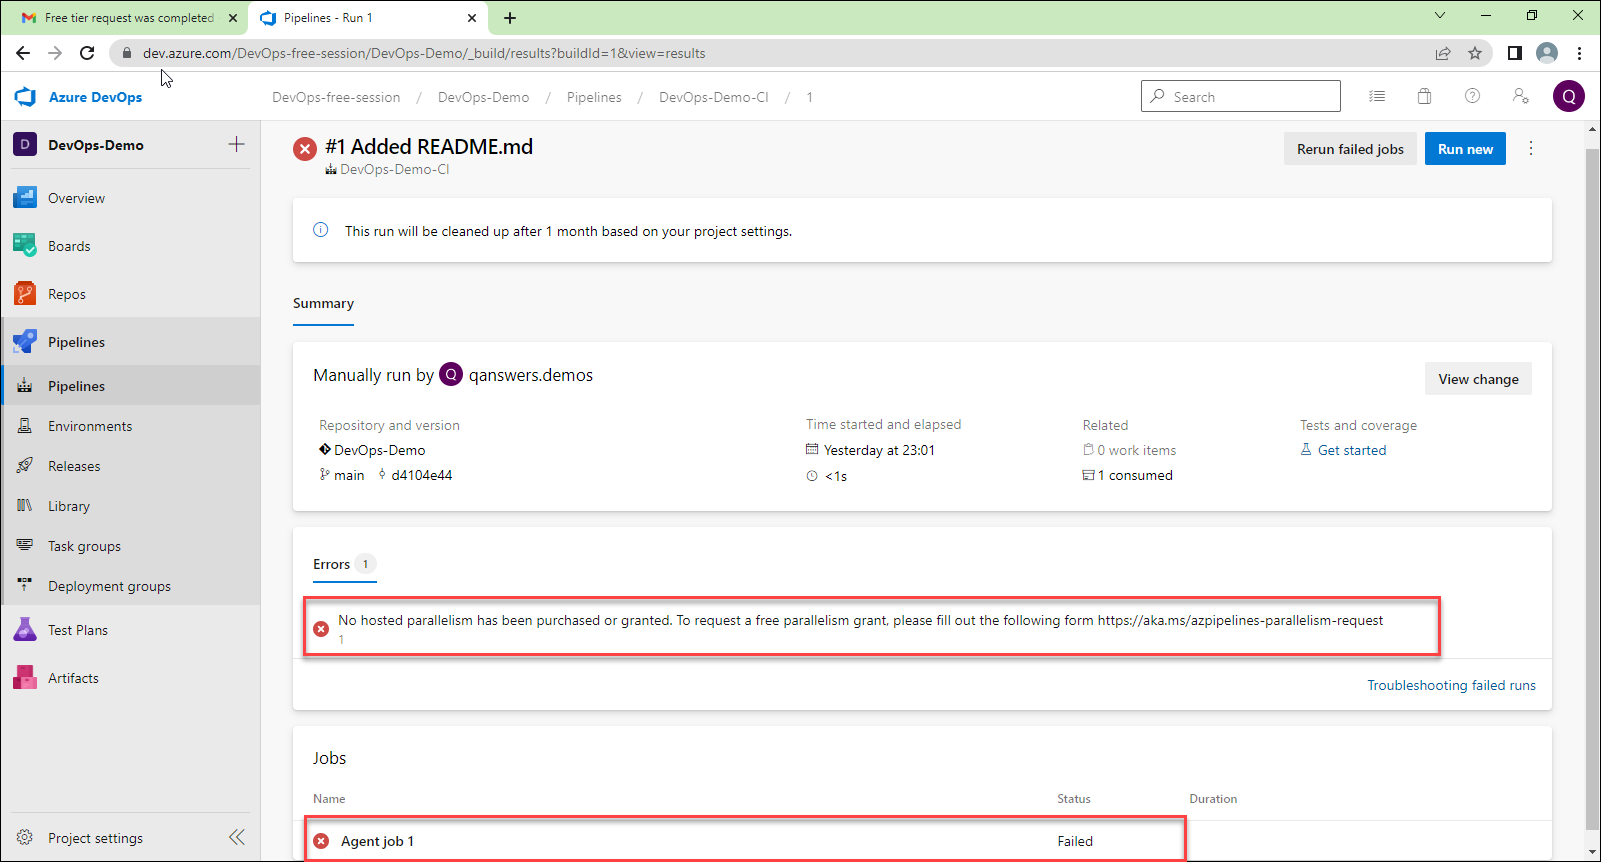 Free tier request was completed
Pipelines - Run 1
dev.azure.com/DevOps-free-session/DevOps-Demo/_build/results?buildId=1&view=results
Azure DevOps
DevOps-free-session / DevOps-Demo / Pipelines / DevOps-Demo-CI / 1
Search
Q
D DevOps-Demo
Overview
Boards
Repos
Pipelines
Pipelines
Environments
Releases
Library
Task groups
Deployment groups
Test Plans
Artifacts
Project settings
#1 Added README.md
DevOps-Demo-CI
Rerun failed jobs
Run new
This run will be cleaned up after 1 month based on your project settings.
Summary
Manually run by Q qanswers.demos
View change
Repository and version
DevOps-Demo
main d4104e44
Time started and elapsed
Yesterday at 23:01
<1s
Related
0 work items
1 consumed
Tests and coverage
Get started
Errors 1
No hosted parallelism has been purchased or granted. To request a free parallelism grant, please fill out the following form https://aka.ms/azpipelines-parallelism-request
1
Troubleshooting failed runs
Jobs
Name Status Duration
Agent job 1 Failed